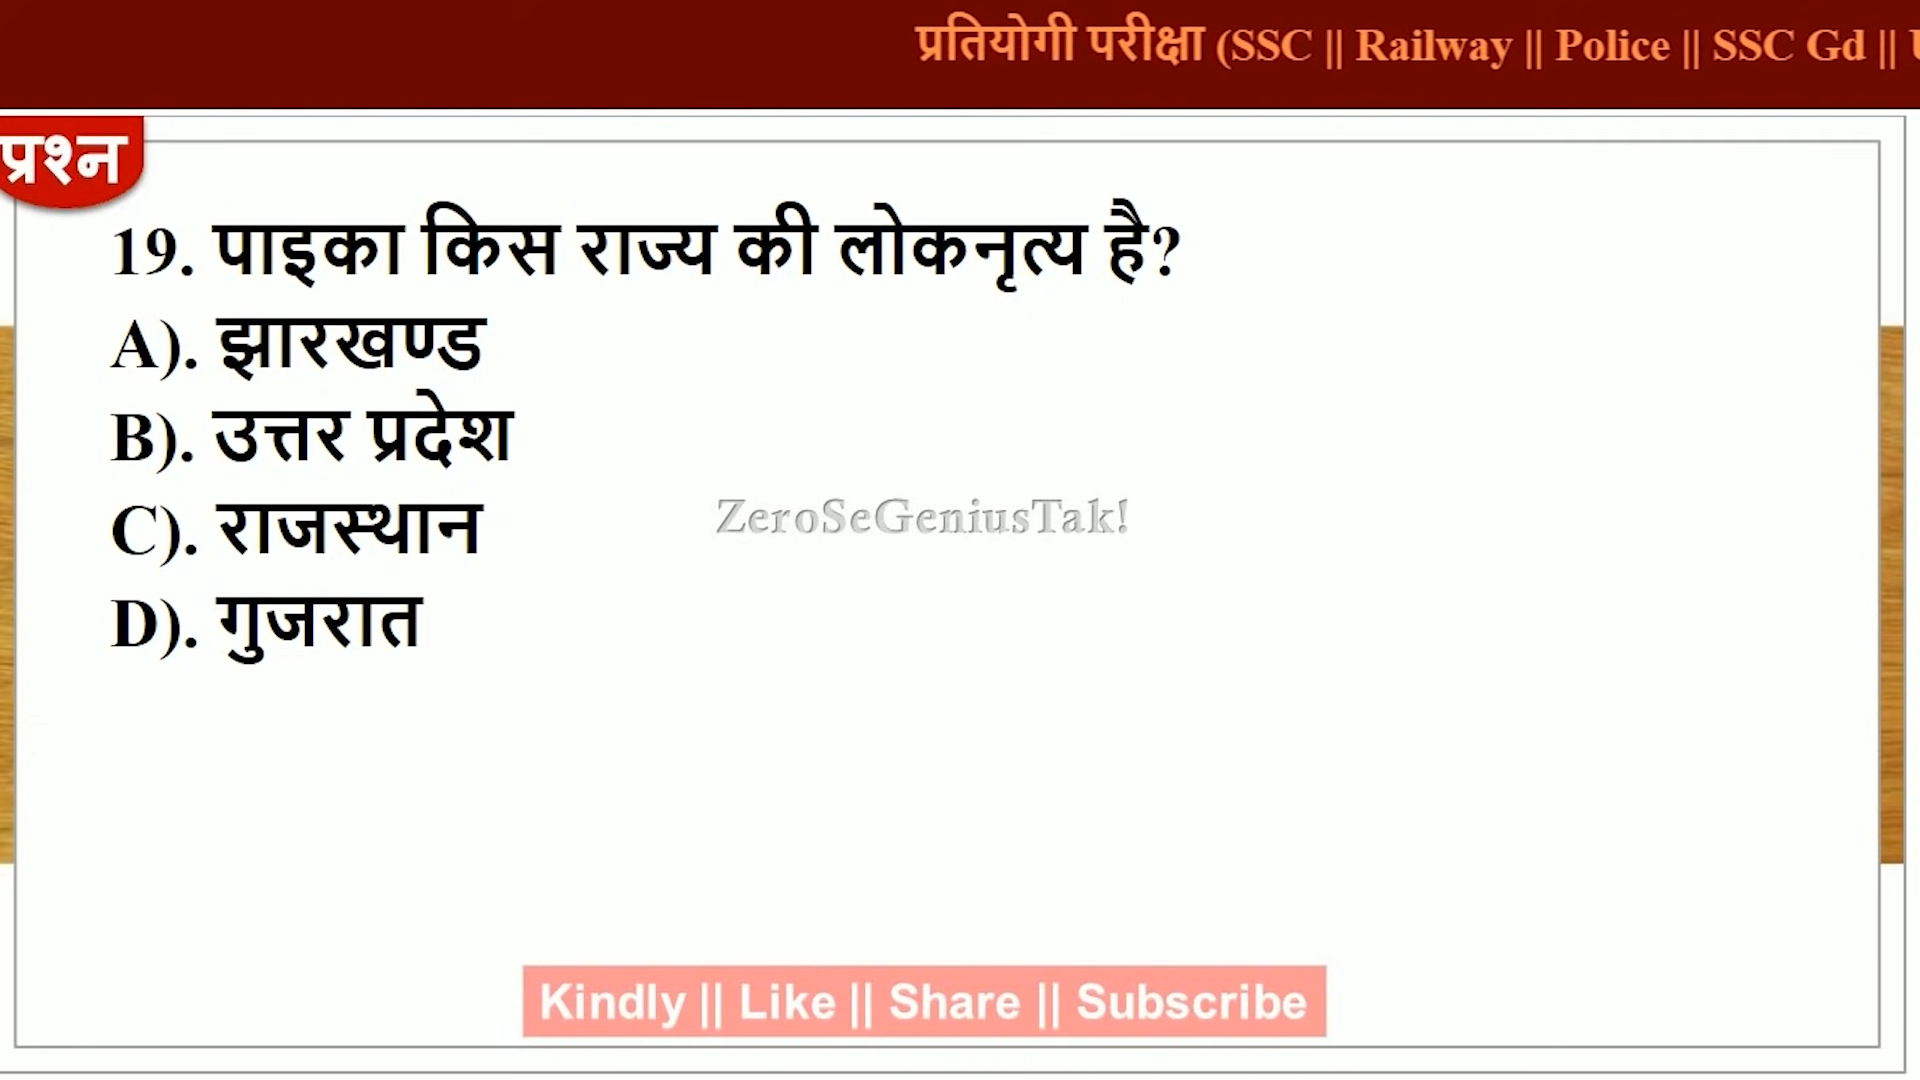 प्रतियोगी परीक्षा (SSC || Railway || Police || SSC Gd ||
प्रश्न
19. पाइका किस राज्य की लोकनृत्य है?
A). झारखण्ड
B). उत्तर प्रदेश
C). राजस्थान
ZeroSeGeniusTak!
D). गुजरात
Kindly || Like || Share || Subscribe